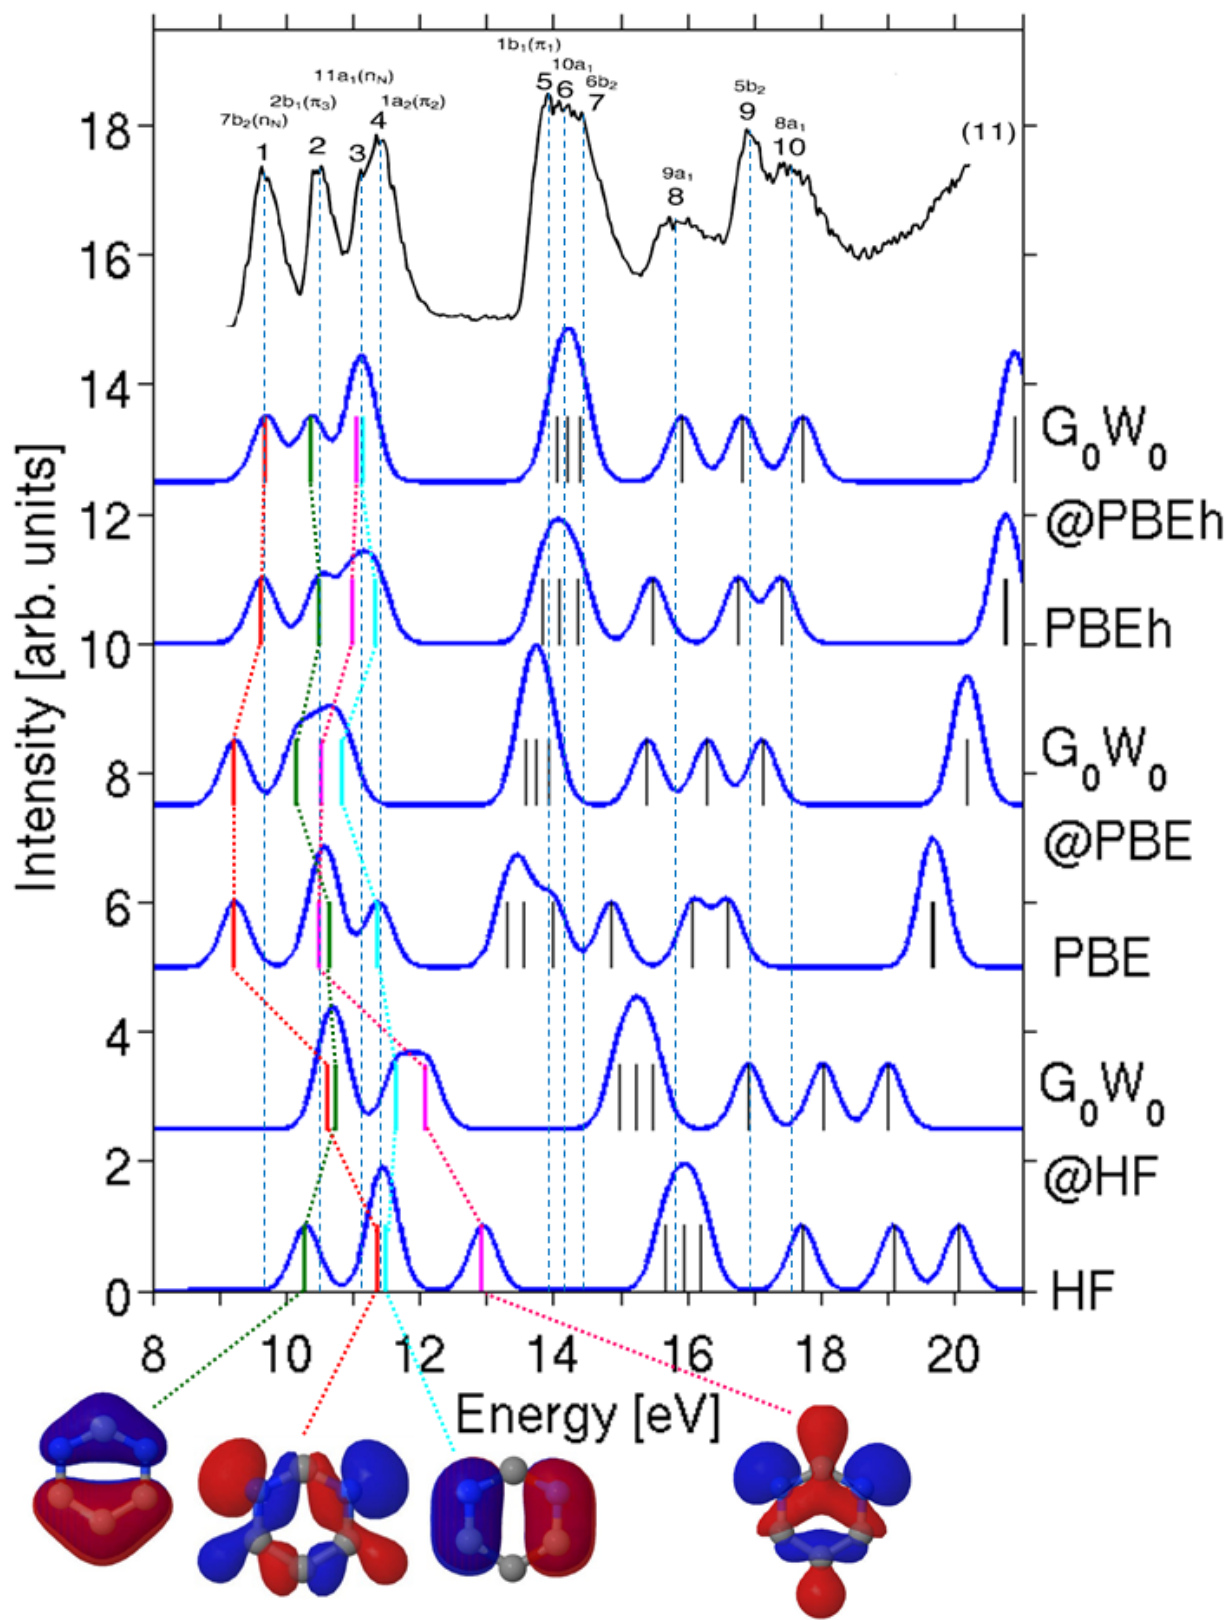 1b₁(π₁)
10a₁
11a₁(n_N)
6b₂
5b₂
2b₁(π₃)
1a₂(π₂)
7b₂(n_N)
8a₁
9a₁
1 2 3 4 5 6 7 8 9 10 (11)
18
16
14
12
10
8
6
4
2
0
Intensity [arb. units]
G₀W₀
@PBEh
PBEh
G₀W₀
@PBE
PBE
G₀W₀
@HF
HF
8 10 12 14 16 18 20
Energy [eV]